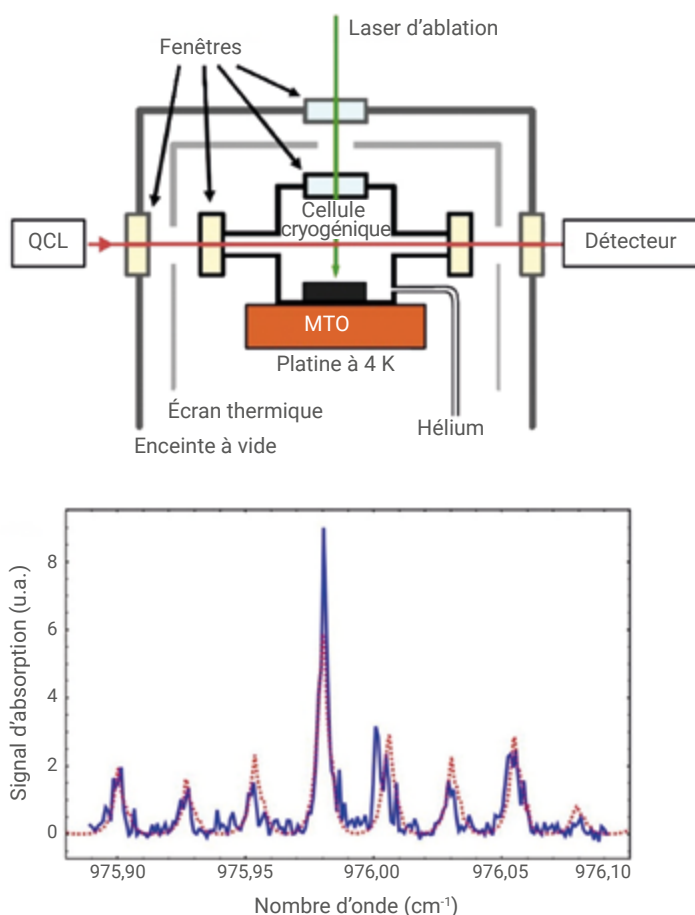 Laser d'ablation
Fenêtres
Cellule
cryogénique
QCL
Détecteur
MTO
Platine à 4 K
Écran thermique
Hélium
Enceinte à vide
Signal d'absorption (u.a.)
8
6
4
2
0
975,90
975,95
976,00
976,05
976,10
Nombre d'onde (cm⁻¹)